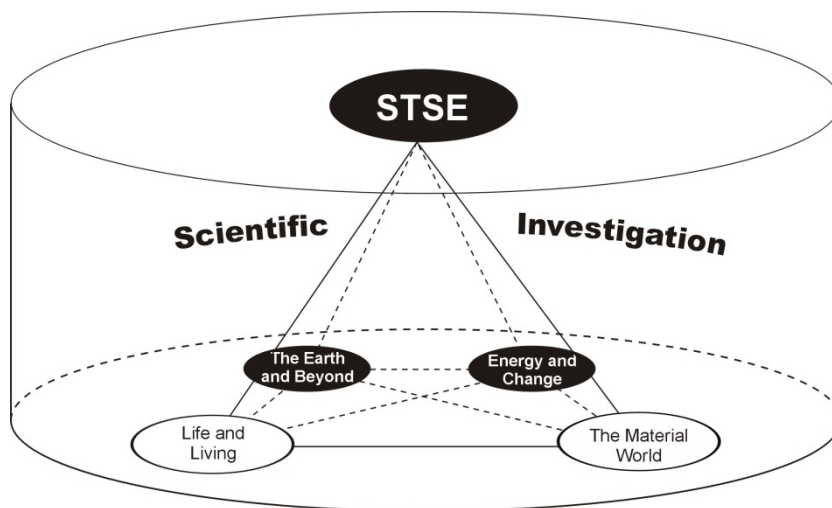 STSE
Scientific
Investigation
The Earth
and Beyond
Energy and
Change
Life and
Living
The Material
World